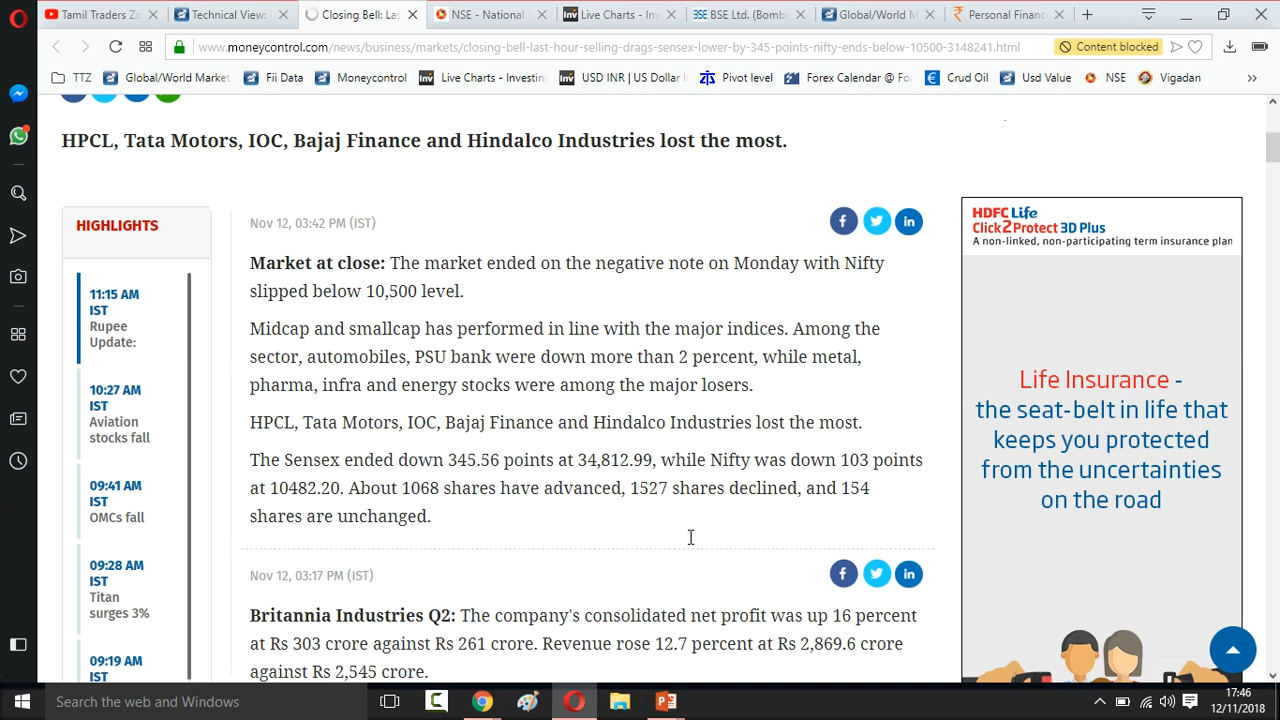 Tamil Traders Zo
Technical View:
Closing Bell: Las
NSE - National
Live Charts - In
BSE Ltd. (Bomb
Global/World M
Personal Financ
www.moneycontrol.com/news/business/markets/closing-bell-last-hour-selling-drags-sensex-lower-by-345-points-nifty-ends-below-10500-3148241.html
Content blocked
TTZ
Global/World Market
Fii Data
Moneycontrol
Live Charts - Investing
USD INR | US Dollar I
Pivot level
Forex Calendar @ Fo
Crud Oil
Usd Value
NSE
Vigadan
HPCL, Tata Motors, IOC, Bajaj Finance and Hindalco Industries lost the most.
HIGHLIGHTS
11:15 AM
IST
Rupee
Update:
10:27 AM
IST
Aviation
stocks fall
09:41 AM
IST
OMCs fall
09:28 AM
IST
Titan
surges 3%
09:19 AM
IST
Nov 12, 03:42 PM (IST)
Market at close: The market ended on the negative note on Monday with Nifty
slipped below 10,500 level.
Midcap and smallcap has performed in line with the major indices. Among the
sector, automobiles, PSU bank were down more than 2 percent, while metal,
pharma, infra and energy stocks were among the major losers.
HPCL, Tata Motors, IOC, Bajaj Finance and Hindalco Industries lost the most.
The Sensex ended down 345.56 points at 34,812.99, while Nifty was down 103 points
at 10482.20. About 1068 shares have advanced, 1527 shares declined, and 154
shares are unchanged.
Nov 12, 03:17 PM (IST)
Britannia Industries Q2: The company's consolidated net profit was up 16 percent
at Rs 303 crore against Rs 261 crore. Revenue rose 12.7 percent at Rs 2,869.6 crore
against Rs 2,545 crore.
HDFC Life
Click2Protect 3D Plus
A non-linked, non-participating term insurance plan
Life Insurance -
the seat-belt in life that
keeps you protected
from the uncertainties
on the road
Search the web and Windows
17:46
12/11/2018